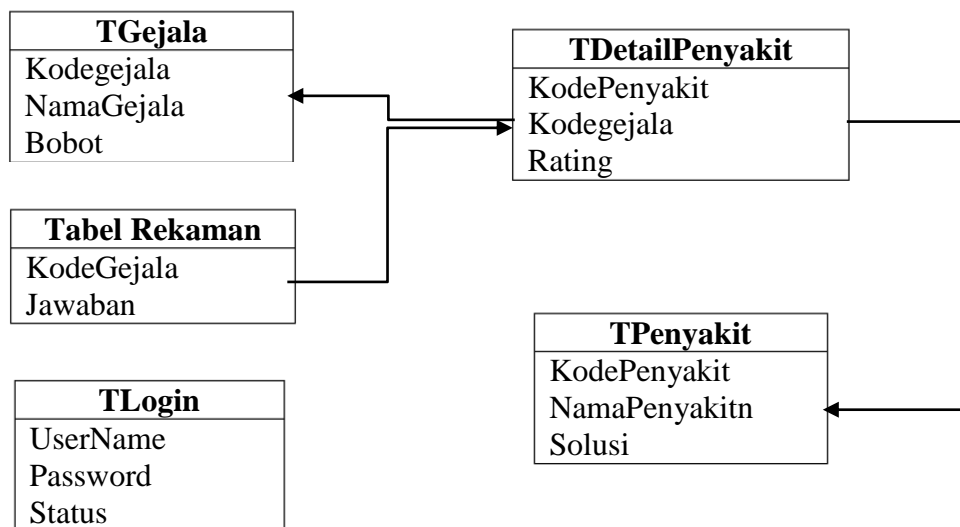 TGejala
Kodegejala
NamaGejala
Bobot
TDetailPenyakit
KodePenyakit
Kodegejala
Rating
Tabel Rekaman
KodeGejala
Jawaban
TPenyakit
KodePenyakit
NamaPenyakitn
Solusi
TLogin
UserName
Password
Status